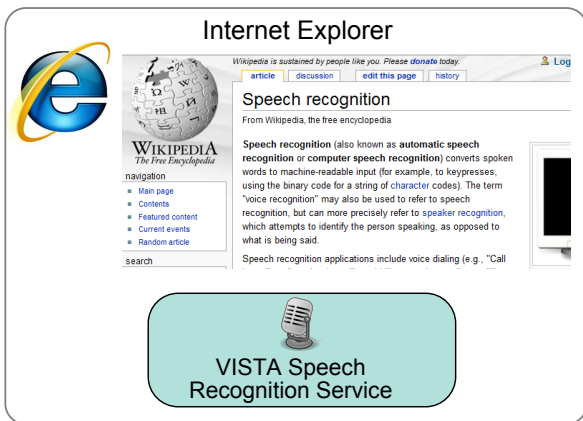 Internet Explorer
Wikipedia is sustained by people like you. Please donate today.
Log
article discussion edit this page history
Speech recognition
From Wikipedia, the free encyclopedia
WIKIPEDIA
The Free Encyclopedia
navigation
Main page
Contents
Featured content
Current events
Random article
search
Speech recognition (also known as automatic speech
recognition or computer speech recognition) converts spoken
words to machine-readable input (for example, to keypresses,
using the binary code for a string of character codes). The term
"voice recognition" may also be used to refer to speech
recognition, but can more precisely refer to speaker recognition,
which attempts to identify the person speaking, as opposed to
what is being said.
Speech recognition applications include voice dialing (e.g., "Call
VISTA Speech
Recognition Service